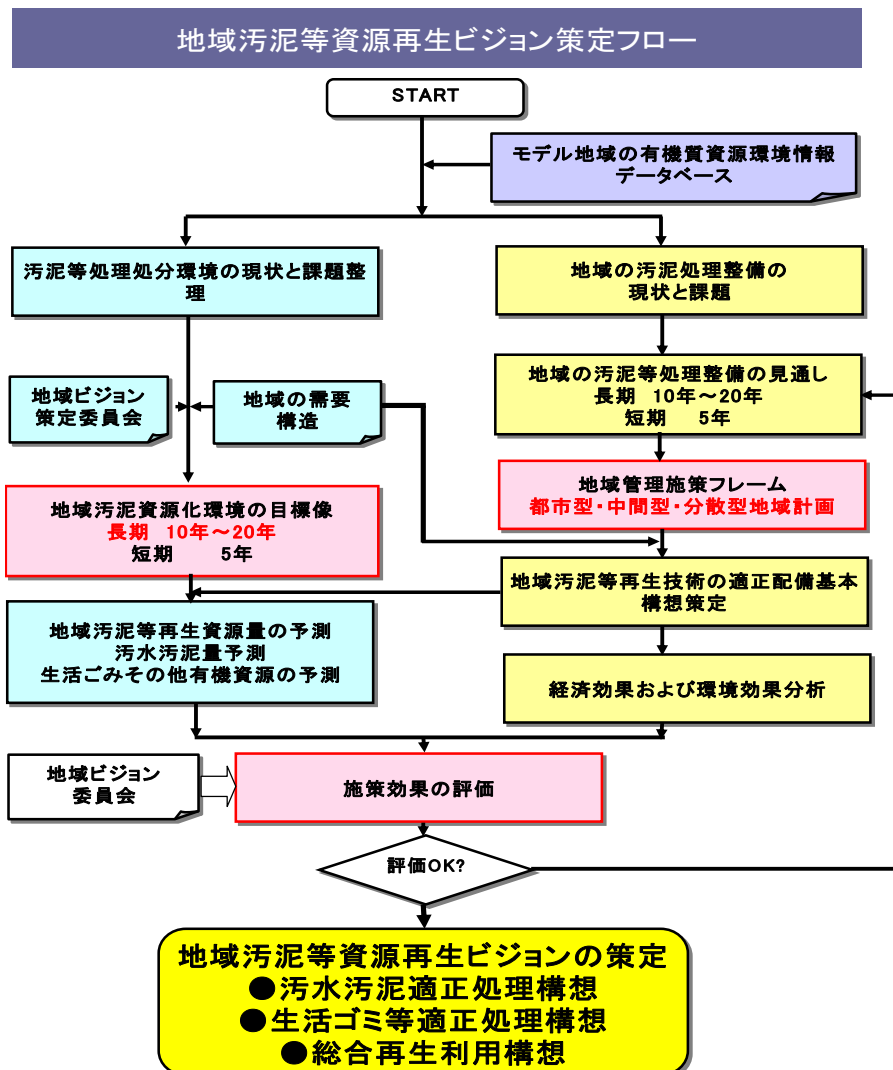 地域汚泥等資源再生ビジョン策定フロー
START
モデル地域の有機質資源環境情報
データベース
汚泥等処理処分環境の現状と課題整
理
地域の汚泥処理整備の
現状と課題
地域ビジョン
策定委員会
地域の需要
構造
地域の汚泥等処理整備の見通し
長期 10年～20年
短期 5年
地域汚泥資源化環境の目標像
長期 10年～20年
短期 5年
地域管理施策フレーム
都市型・中間型・分散型地域計画
地域汚泥等再生技術の適正配備基本
構想策定
地域汚泥等再生資源量の予測
汚水汚泥量予測
生活ごみその他有機資源の予測
経済効果および環境効果分析
地域ビジョン
委員会
施策効果の評価
評価OK?
地域汚泥等資源再生ビジョンの策定
●汚水汚泥適正処理構想
●生活ゴミ等適正処理構想
●総合再生利用構想